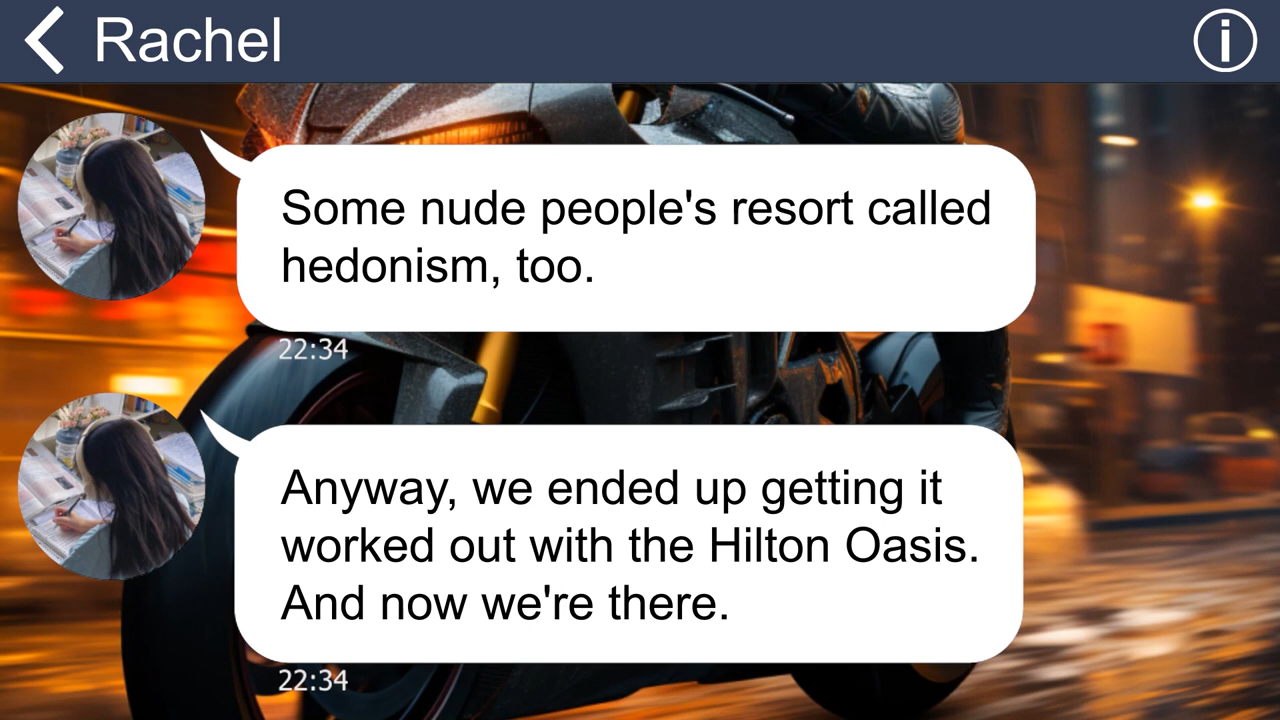 Rachel
Some nude people's resort called
hedonism, too.
22:34
Anyway, we ended up getting it
worked out with the Hilton Oasis.
And now we're there.
22:34